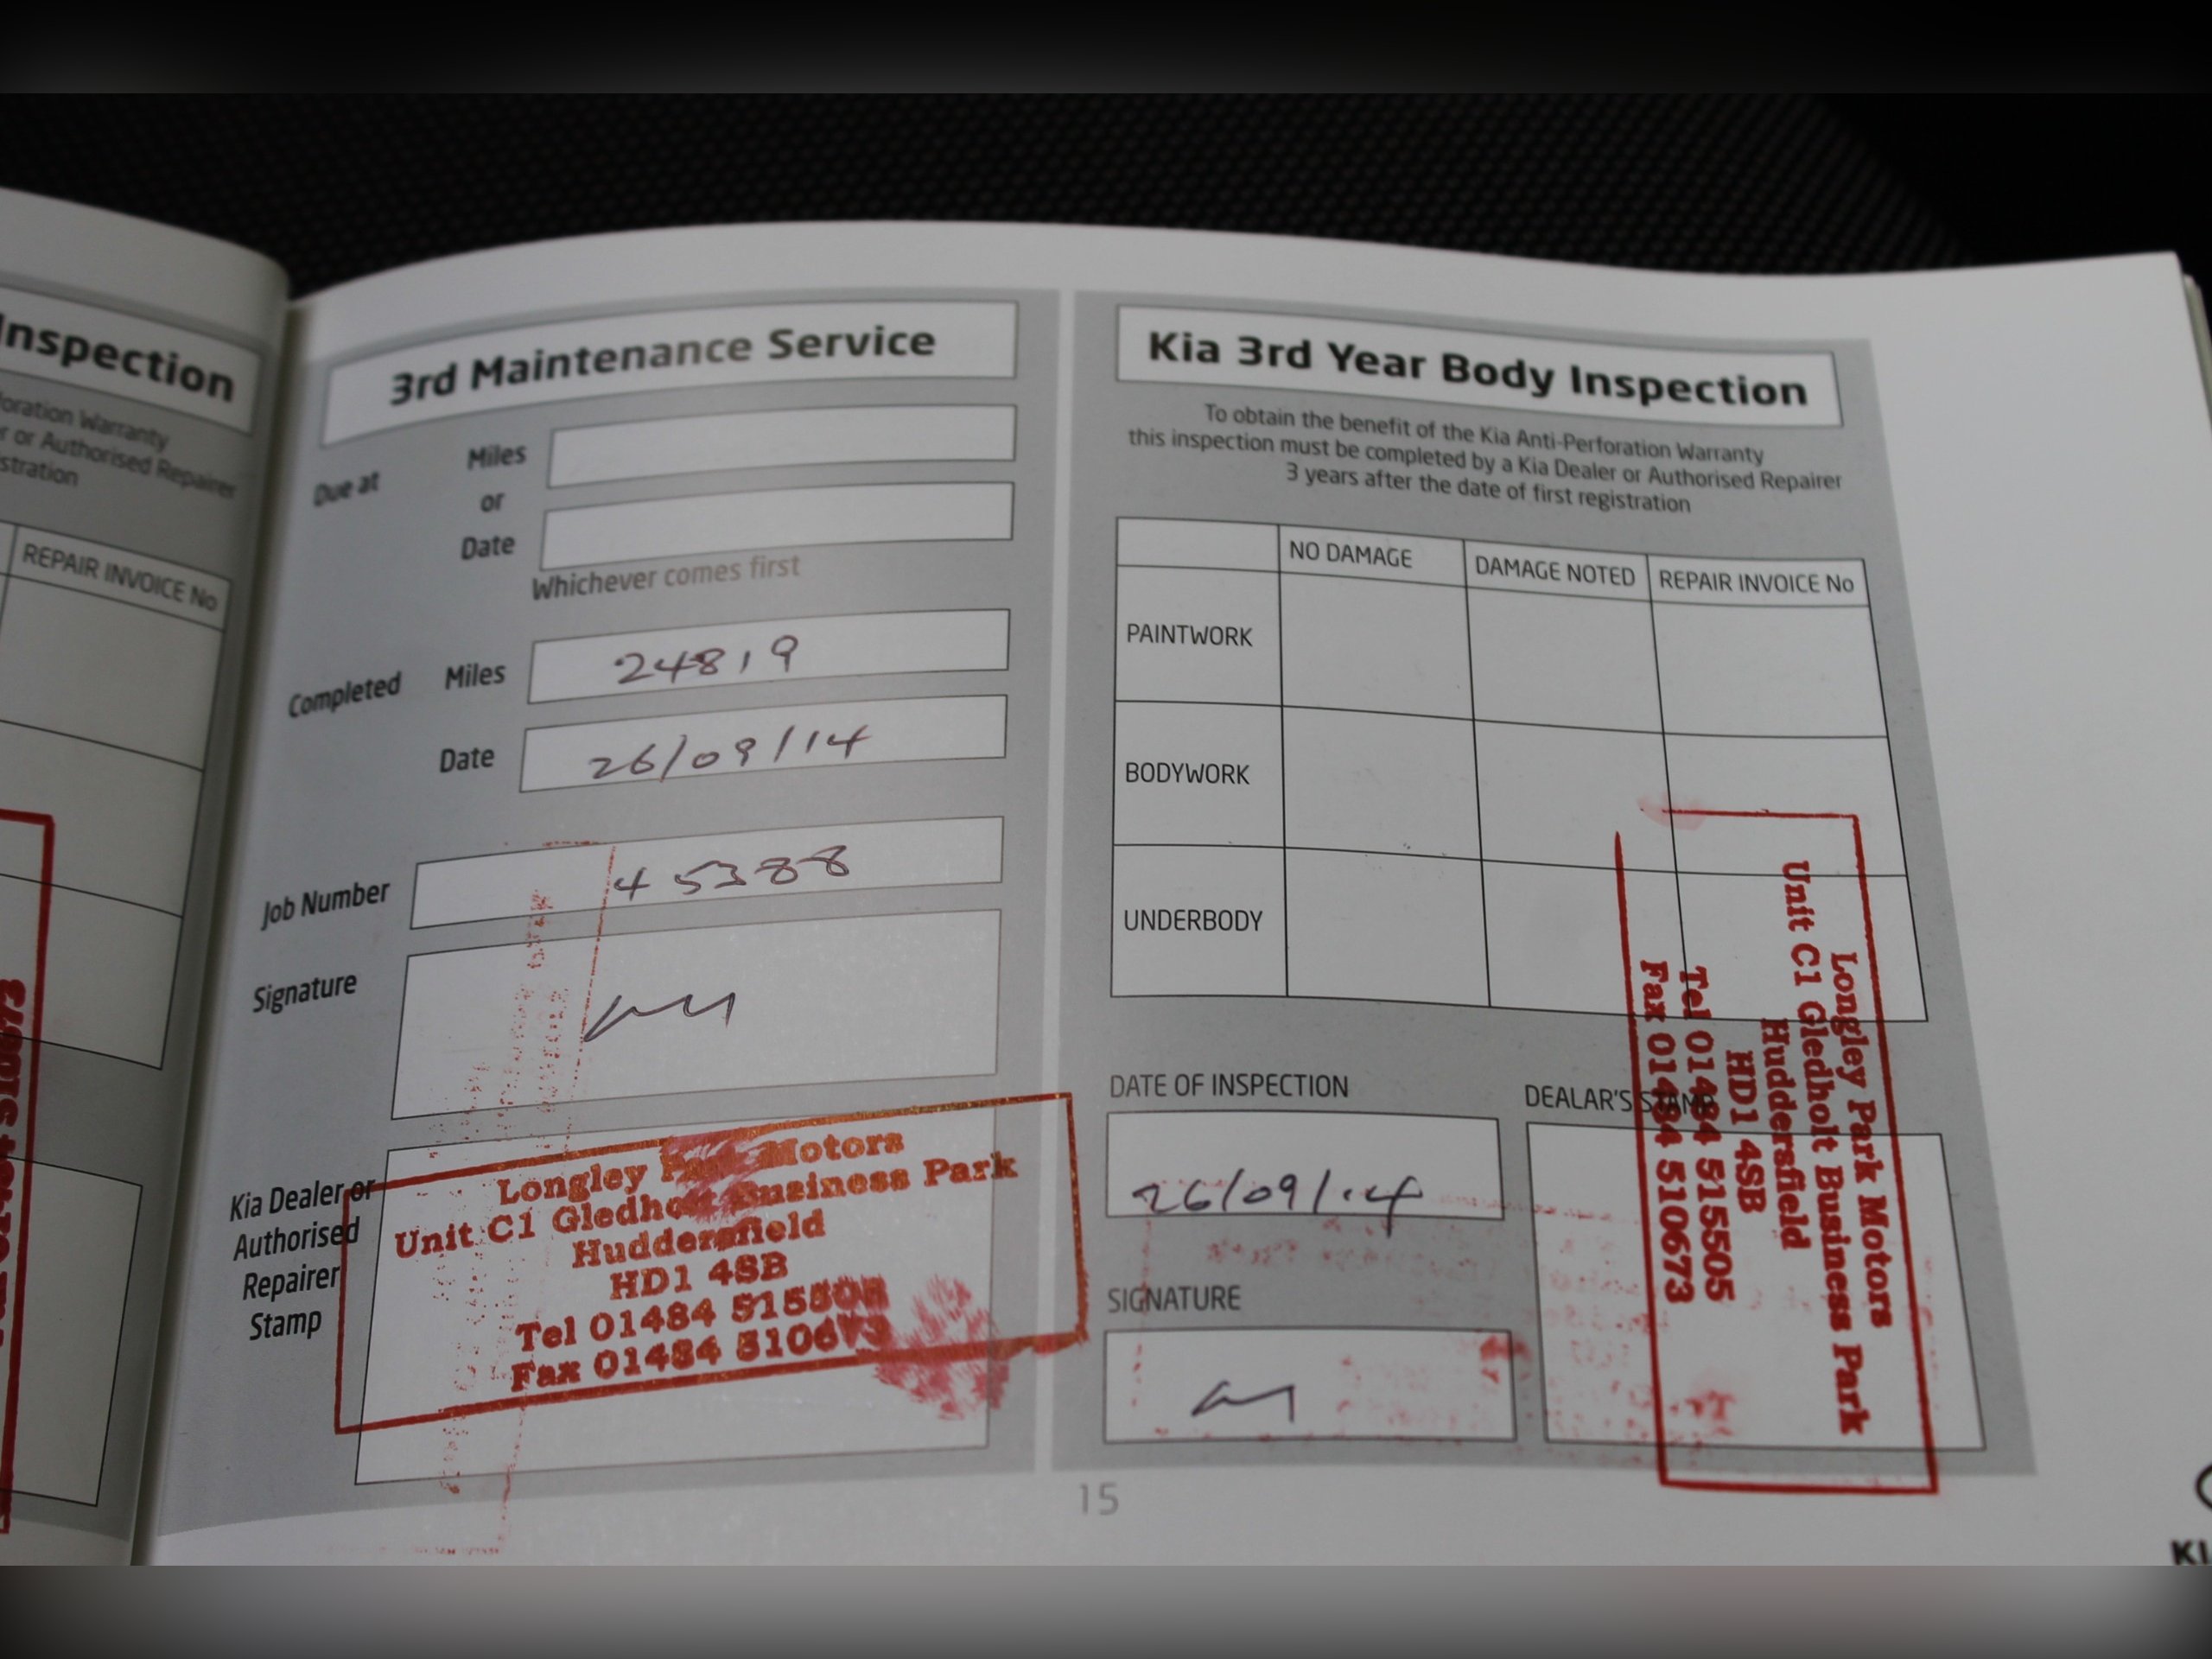 Inspection
oration Warranty
r or Authorised Repairer
stration
REPAIR INVOICE No
3rd Maintenance Service
Due at
Miles
or
Date
Whichever comes first
Completed
Miles 24819
Date 26/09/14
Job Number 45388
Signature
Kia Dealer or
Authorised
Repairer
Stamp
Longley Park Motors
Unit C1 Gledholt Business Park
Huddersfield
HD1 4SB
Tel 01484 515505
Fax 01484 510673
Kia 3rd Year Body Inspection
To obtain the benefit of the Kia Anti-Perforation Warranty
this inspection must be completed by a Kia Dealer or Authorised Repairer
3 years after the date of first registration
NO DAMAGE DAMAGE NOTED REPAIR INVOICE No
PAINTWORK
BODYWORK
UNDERBODY
DATE OF INSPECTION
26/09/14
SIGNATURE
DEALAR'S STAMP
Longley Park Motors
Unit C1 Gledholt Business Park
Huddersfield
HD1 4SB
Tel 01484 515505
Fax 01484 510673
15